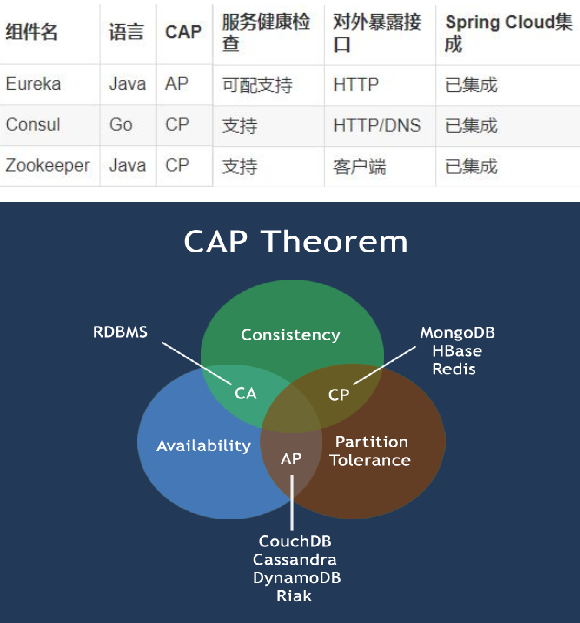 组件名 语言 CAP 服务健康检查 对外暴露接口 Spring Cloud集成
Eureka Java AP 可配支持 HTTP 已集成
Consul Go CP 支持 HTTP/DNS 已集成
Zookeeper Java CP 支持 客户端 已集成
CAP Theorem
RDBMS
Consistency
MongoDB
HBase
Redis
CA
CP
Availability
Partition
Tolerance
AP
CouchDB
Cassandra
DynamoDB
Riak